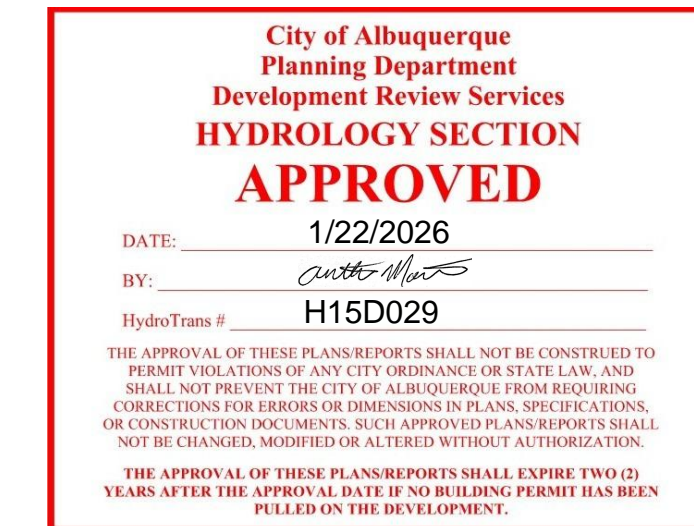 City of Albuquerque
Planning Department
Development Review Services
HYDROLOGY SECTION
APPROVED
DATE: 1/22/2026
BY:
HydroTrans # H15D029
THE APPROVAL OF THESE PLANS/REPORTS SHALL NOT BE CONSTRUED TO
PERMIT VIOLATIONS OF ANY CITY ORDINANCE OR STATE LAW, AND
SHALL NOT PREVENT THE CITY OF ALBUQUERQUE FROM REQUIRING
CORRECTIONS FOR ERRORS OR DIMENSIONS IN PLANS, SPECIFICATIONS,
OR CONSTRUCTION DOCUMENTS. SUCH APPROVED PLANS/REPORTS SHALL
NOT BE CHANGED, MODIFIED OR ALTERED WITHOUT AUTHORIZATION.
THE APPROVAL OF THESE PLANS/REPORTS SHALL EXPIRE TWO (2)
YEARS AFTER THE APPROVAL DATE IF NO BUILDING PERMIT HAS BEEN
PULLED ON THE DEVELOPMENT.